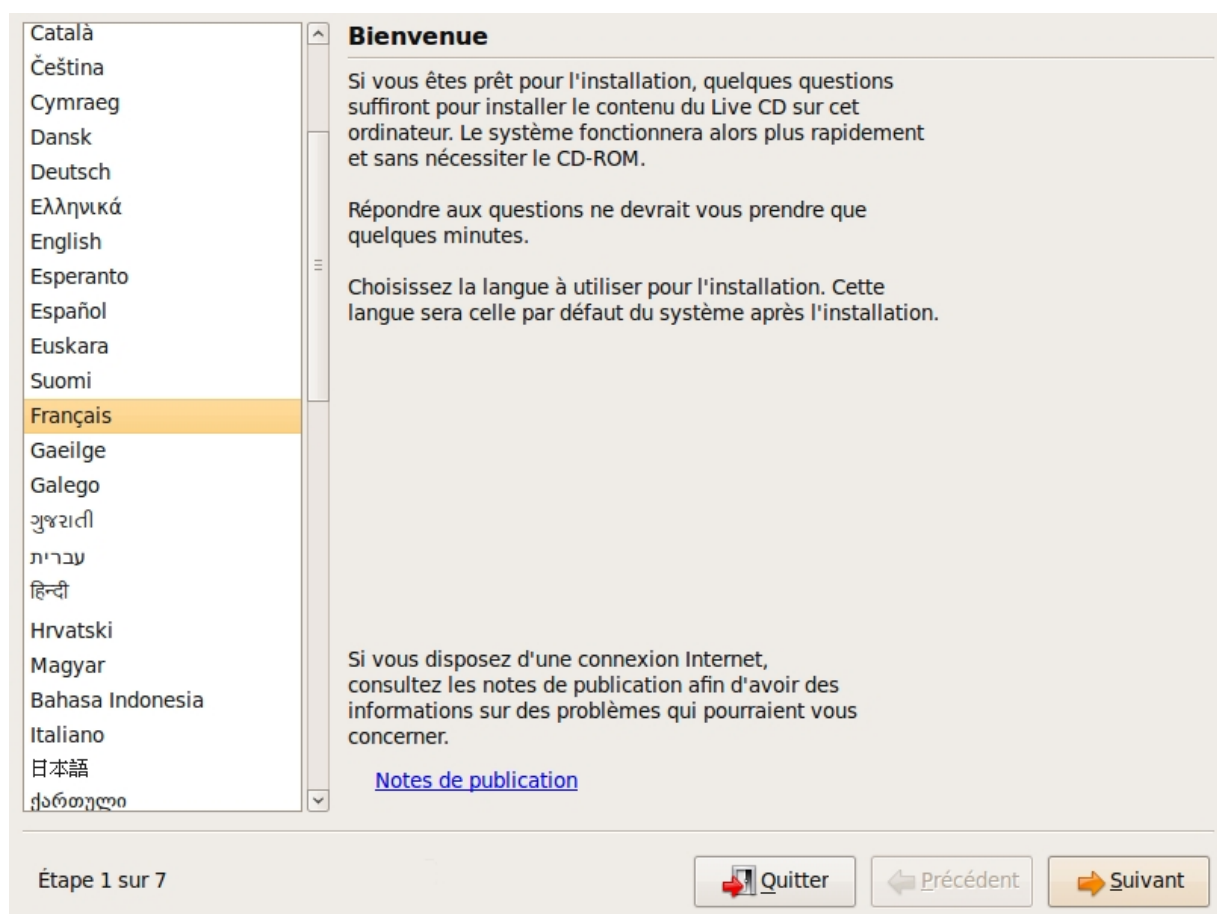 Català
Čeština
Cymraeg
Dansk
Deutsch
Ελληνικά
English
Esperanto
Español
Euskara
Suomi
Français
Gaeilge
Galego
ગુજરાતી
עברית
हिन्दी
Hrvatski
Magyar
Bahasa Indonesia
Italiano
日本語
ქართული
Bienvenue
Si vous êtes prêt pour l'installation, quelques questions
suffiront pour installer le contenu du Live CD sur cet
ordinateur. Le système fonctionnera alors plus rapidement
et sans nécessiter le CD-ROM.
Répondre aux questions ne devrait vous prendre que
quelques minutes.
Choisissez la langue à utiliser pour l'installation. Cette
langue sera celle par défaut du système après l'installation.
Si vous disposez d'une connexion Internet,
consultez les notes de publication afin d'avoir des
informations sur des problèmes qui pourraient vous
concerner.
Notes de publication
Étape 1 sur 7
Quitter
Précédent
Suivant